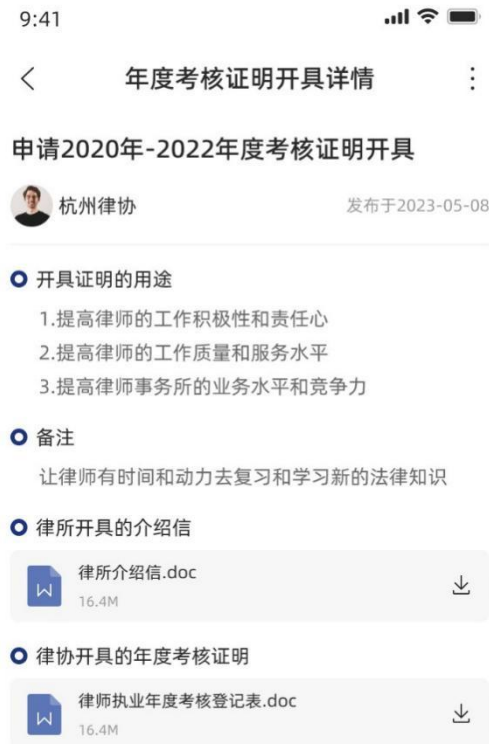 9:41
年度考核证明开具详情
申请2020年-2022年度考核证明开具
杭州律协
发布于2023-05-08
开具证明的用途
1.提高律师的工作积极性和责任心
2.提高律师的工作质量和服务水平
3.提高律师事务所的业务水平和竞争力
备注
让律师有时间和动力去复习和学习新的法律知识
律所开具的介绍信
W
律所介绍信.doc
16.4M
律协开具的年度考核证明
W
律师执业年度考核登记表.doc
16.4M